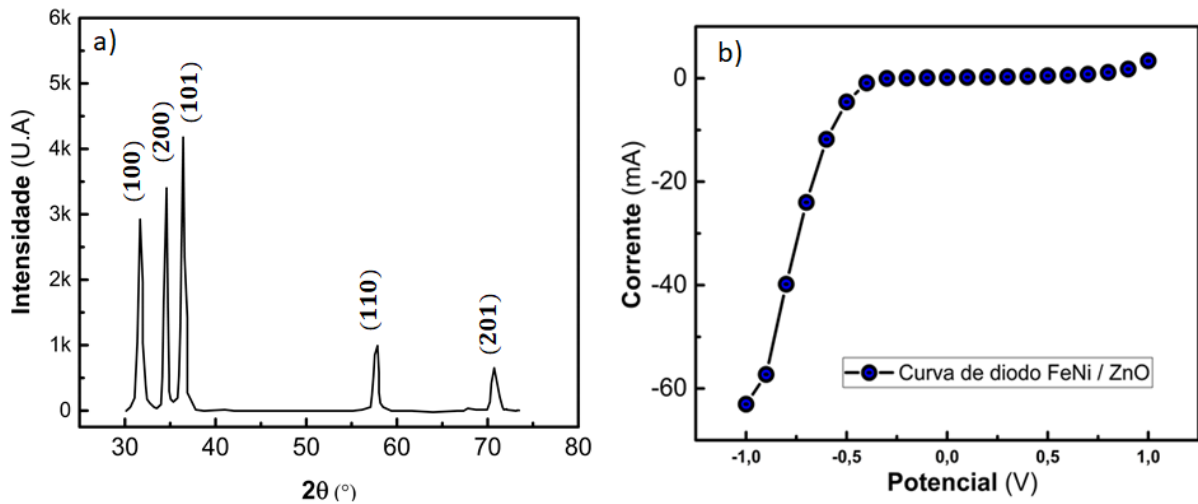 a)
Intensidade (U.A)
6k
5k
4k
3k
2k
1k
0
(100)
(200)
(101)
(110)
(201)
30 40 50 60 70 80
2θ (°)
b)
Corrente (mA)
0
-20
-40
-60
Curva de diodo FeNi / ZnO
-1,0 -0,5 0,0 0,5 1,0
Potencial (V)